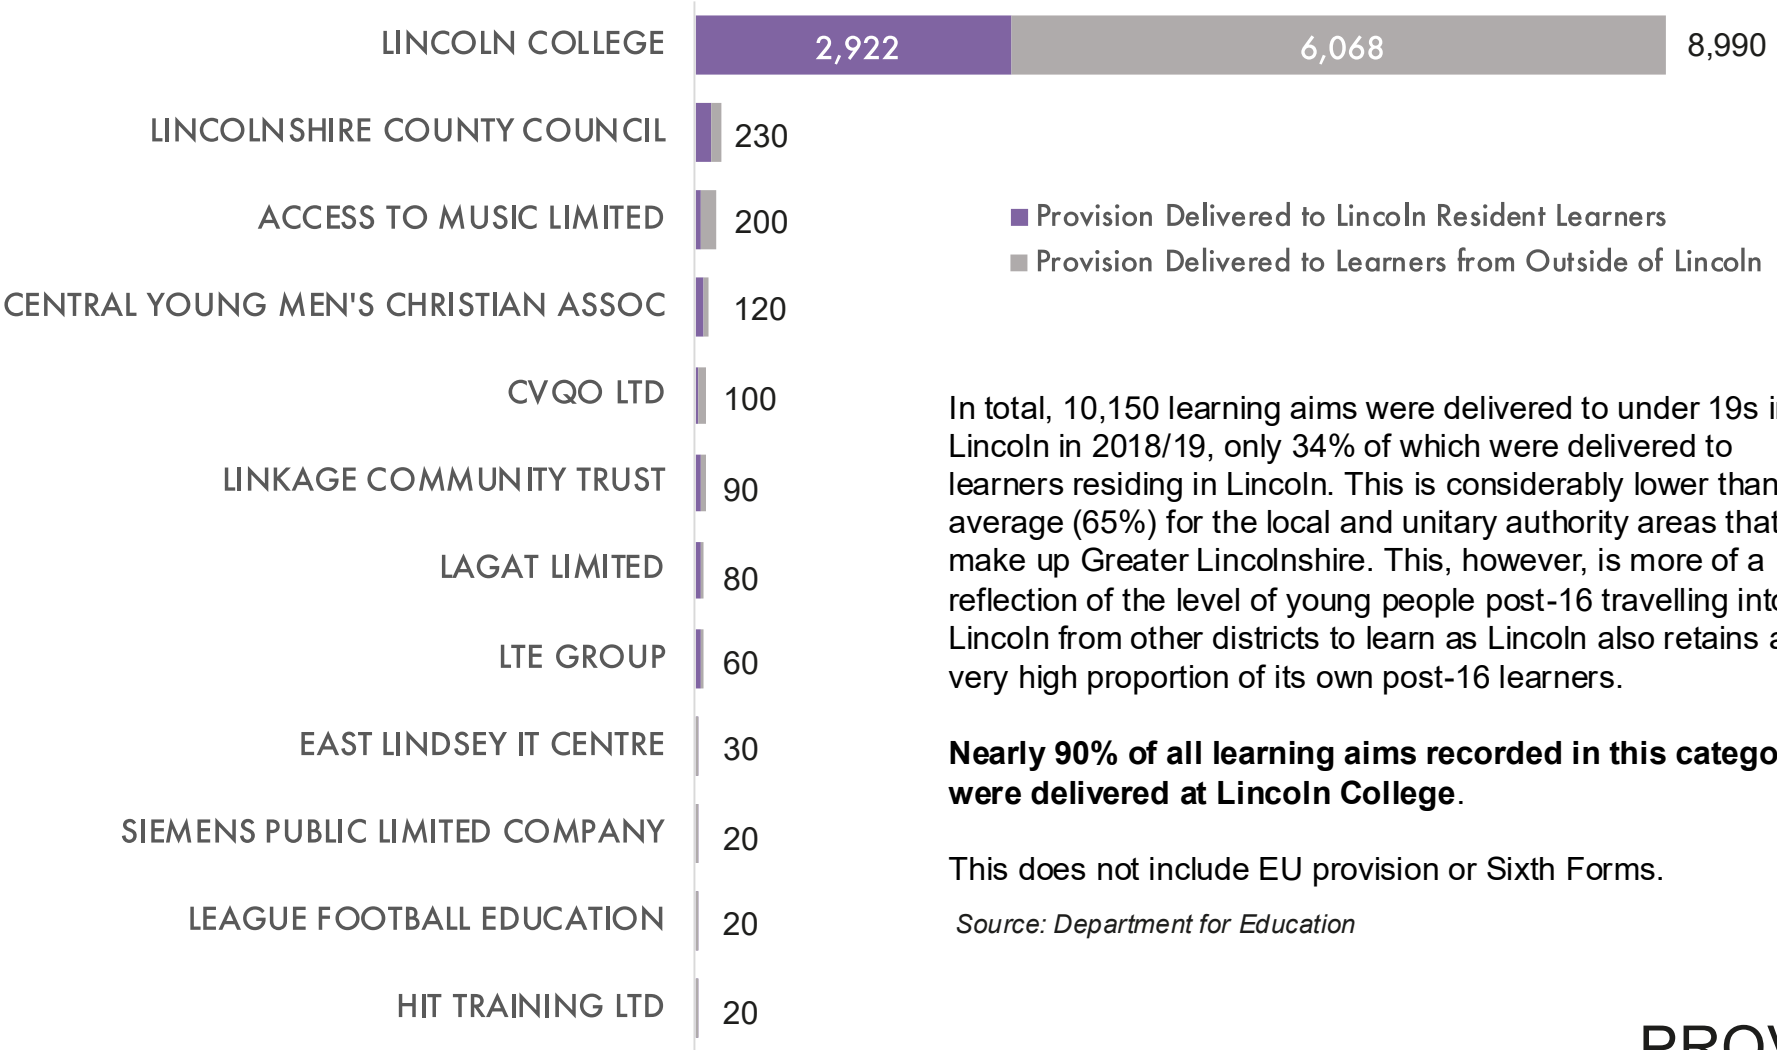 LINCOLN COLLEGE 2,922 6,068 8,990
LINCOLNSHIRE COUNTY COUNCIL 230
ACCESS TO MUSIC LIMITED 200
CENTRAL YOUNG MEN'S CHRISTIAN ASSOC 120
CVQO LTD 100
LINKAGE COMMUNITY TRUST 90
LAGAT LIMITED 80
LTE GROUP 60
EAST LINDSEY IT CENTRE 30
SIEMENS PUBLIC LIMITED COMPANY 20
LEAGUE FOOTBALL EDUCATION 20
HIT TRAINING LTD 20
Provision Delivered to Lincoln Resident Learners
Provision Delivered to Learners from Outside of Lincoln
In total, 10,150 learning aims were delivered to under 19s
Lincoln in 2018/19, only 34% of which were delivered to
learners residing in Lincoln. This is considerably lower than
average (65%) for the local and unitary authority areas that
make up Greater Lincolnshire. This, however, is more of a
reflection of the level of young people post-16 travelling into
Lincoln from other districts to learn as Lincoln also retains a
very high proportion of its own post-16 learners.
Nearly 90% of all learning aims recorded in this catego
were delivered at Lincoln College.
This does not include EU provision or Sixth Forms.
Source: Department for Education